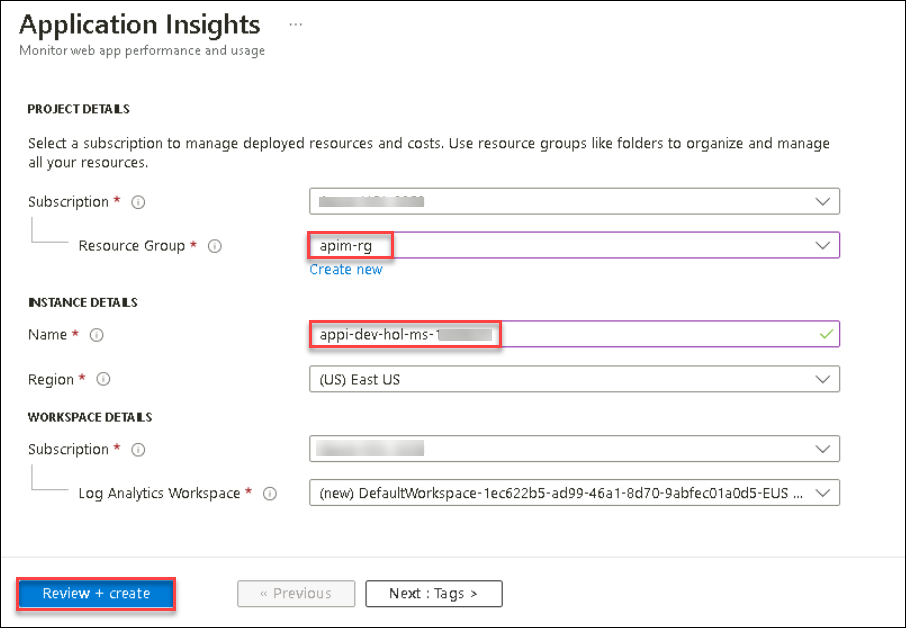 Application Insights ...
Monitor web app performance and usage
PROJECT DETAILS
Select a subscription to manage deployed resources and costs. Use resource groups like folders to organize and manage
all your resources.
Subscription *
Resource Group * apim-rg
Create new
INSTANCE DETAILS
Name * appi-dev-hol-ms-1
Region * (US) East US
WORKSPACE DETAILS
Subscription *
Log Analytics Workspace * (new) DefaultWorkspace-1ec622b5-ad99-46a1-8d70-9abfec01a0d5-EUS ...
Review + create « Previous Next : Tags >